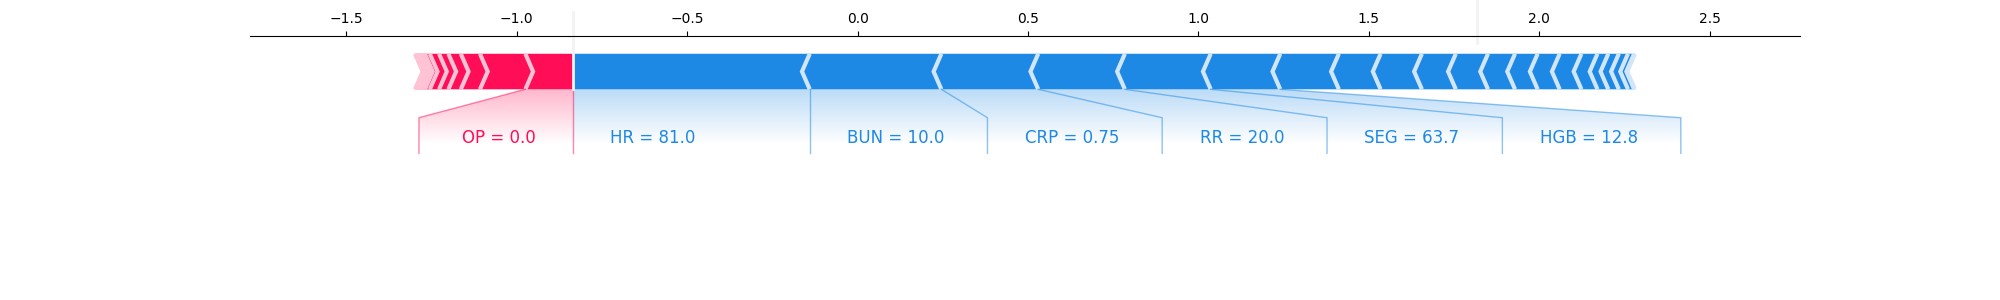 −1.5 −1.0 −0.5 0.0 0.5 1.0 1.5 2.0 2.5
OP = 0.0 HR = 81.0 BUN = 10.0 CRP = 0.75 RR = 20.0 SEG = 63.7 HGB = 12.8